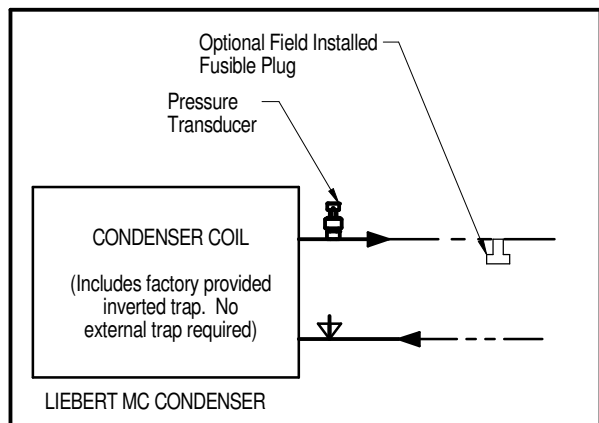 Optional Field Installed
Fusible Plug
Pressure
Transducer
CONDENSER COIL
(Includes factory provided
inverted trap. No
external trap required)
LIEBERT MC CONDENSER